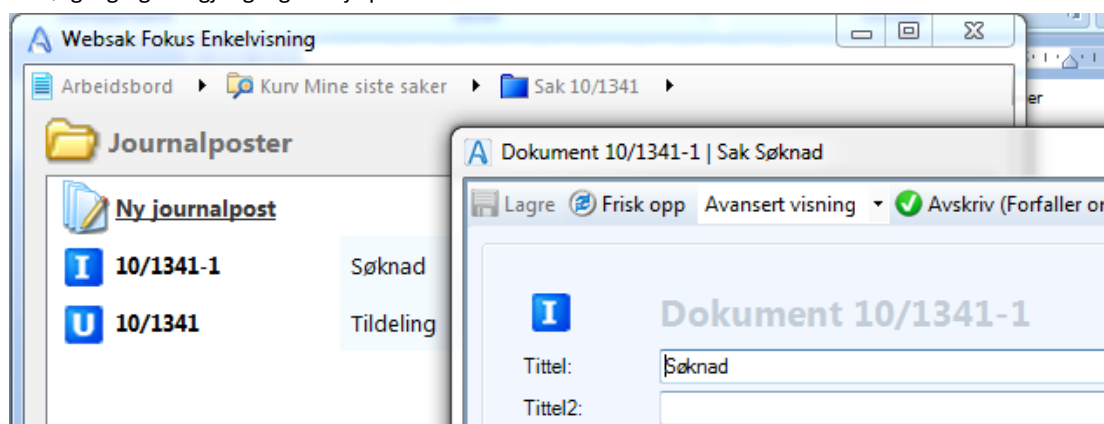 Websak Fokus Enkelvisning
Arbeidsbord Kurv Mine siste saker Sak 10/1341
er
Journalposter
Ny journalpost
I 10/1341-1 Søknad
U 10/1341 Tildeling
Dokument 10/1341-1 | Sak Søknad
Lagre Frisk opp Avansert visning Avskriv (Forfaller
I Dokument 10/1341-1
Tittel: Søknad
Tittel2: